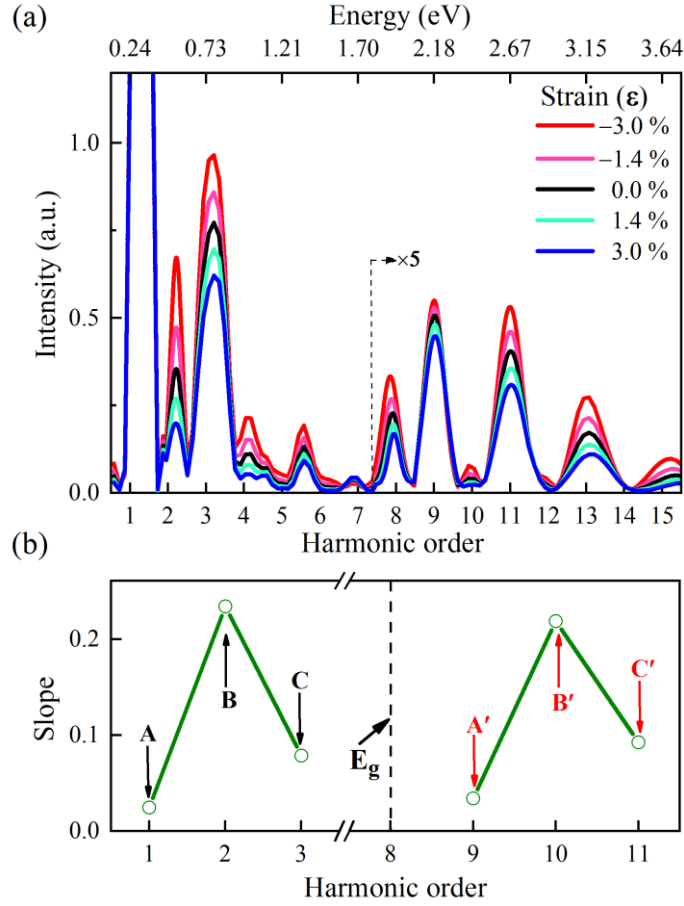 (a)
Energy (eV)
0.24 0.73 1.21 1.70 2.18 2.67 3.15 3.64
Strain (ε)
−3.0 %
−1.4 %
0.0 %
1.4 %
3.0 %
×5
Intensity (a.u.)
1.0
0.5
0.0
1 2 3 4 5 6 7 8 9 10 11 12 13 14 15
Harmonic order
(b)
Slope
0.2
0.1
0.0
A
B
C
E_g
A′
B′
C′
1 2 3 8 9 10 11
Harmonic order